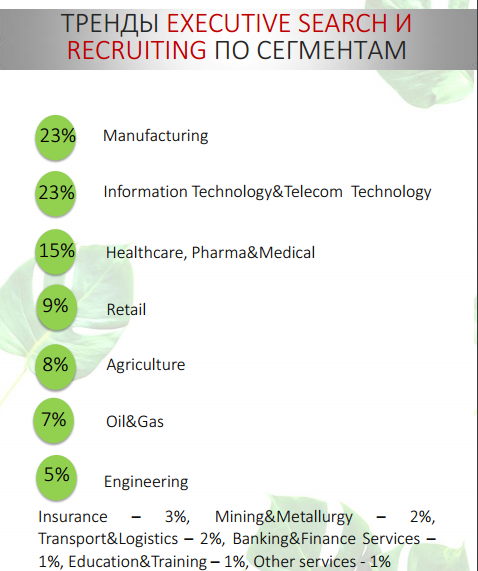 ТРЕНДЫ EXECUTIVE SEARCH И
RECRUITING ПО СЕГМЕНТАМ
23% Manufacturing
23% Information Technology&Telecom Technology
15% Healthcare, Pharma&Medical
9% Retail
8% Agriculture
7% Oil&Gas
5% Engineering
Insurance – 3%, Mining&Metallurgy – 2%,
Transport&Logistics – 2%, Banking&Finance Services –
1%, Education&Training – 1%, Other services - 1%